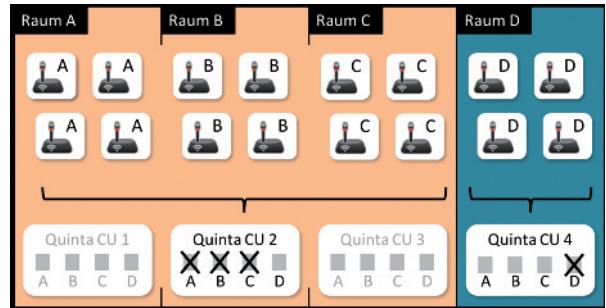 Raum A Raum B Raum C Raum D
A A B B C C D D
A A B B C C D D
Quinta CU 1 Quinta CU 2 Quinta CU 3 Quinta CU 4
A B C D A B C D A B C D A B C D